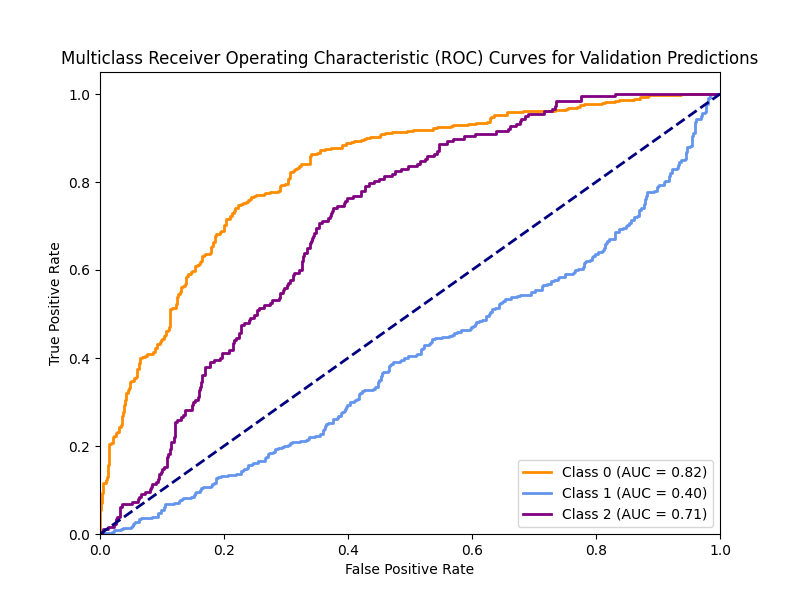 Multiclass Receiver Operating Characteristic (ROC) Curves for Validation Predictions
1.0
0.8
0.6
0.4
0.2
0.0
True Positive Rate
Class 0 (AUC = 0.82)
Class 1 (AUC = 0.40)
Class 2 (AUC = 0.71)
0.0 0.2 0.4 0.6 0.8 1.0
False Positive Rate